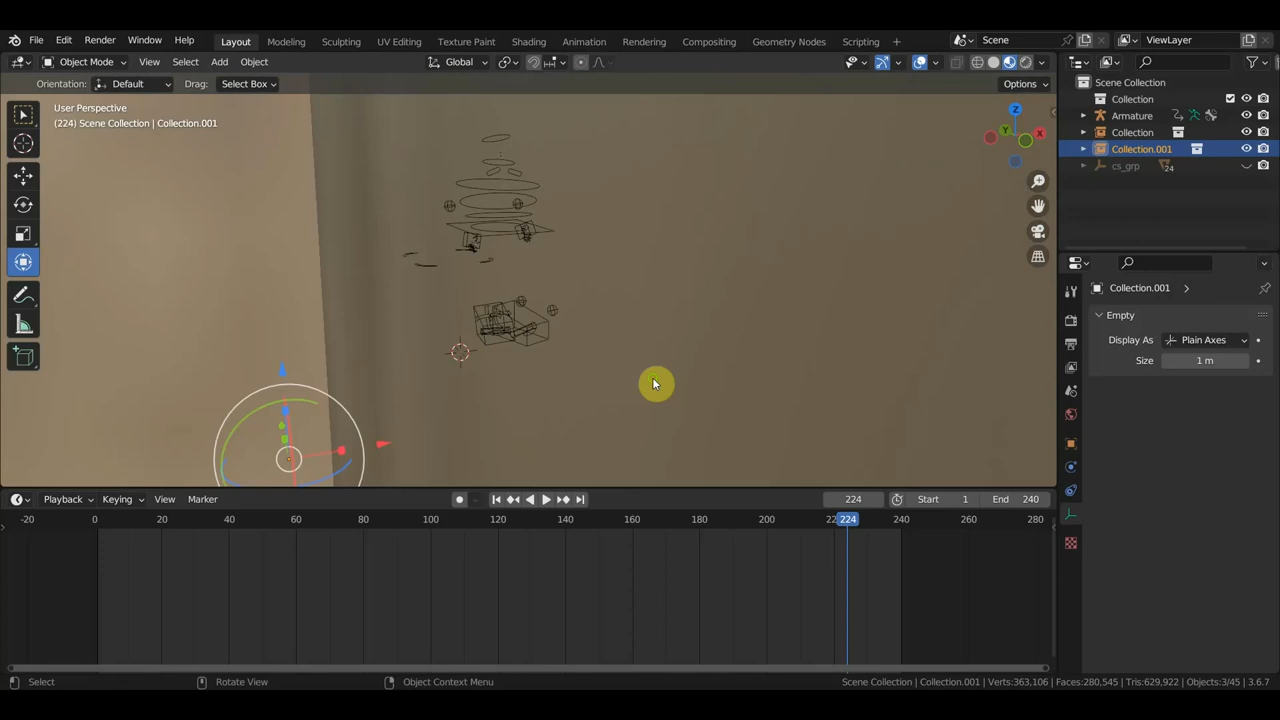 File Edit Render Window Help Layout Modeling Sculpting UV Editing Texture Paint Shading Animation Rendering Compositing Geometry Nodes Scripting + Scene ViewLayer
Object Mode View Select Add Object Global
Orientation: Default Drag: Select Box Options
User Perspective
(224) Scene Collection | Collection.001
Z
Y
X
Scene Collection
Collection
Armature
Collection
Collection.001
cs_grp 24
Collection.001
Empty
Display As Plain Axes
Size 1 m
Playback Keying View Marker 224 Start 1 End 240
-20 0 20 40 60 80 100 120 140 160 180 200 22 224 240 260 280
Select Rotate View Object Context Menu Scene Collection | Collection.001 Verts:363,106 | Faces:280,545 | Tris:629,922 | Objects:3/45 | 3.6.7